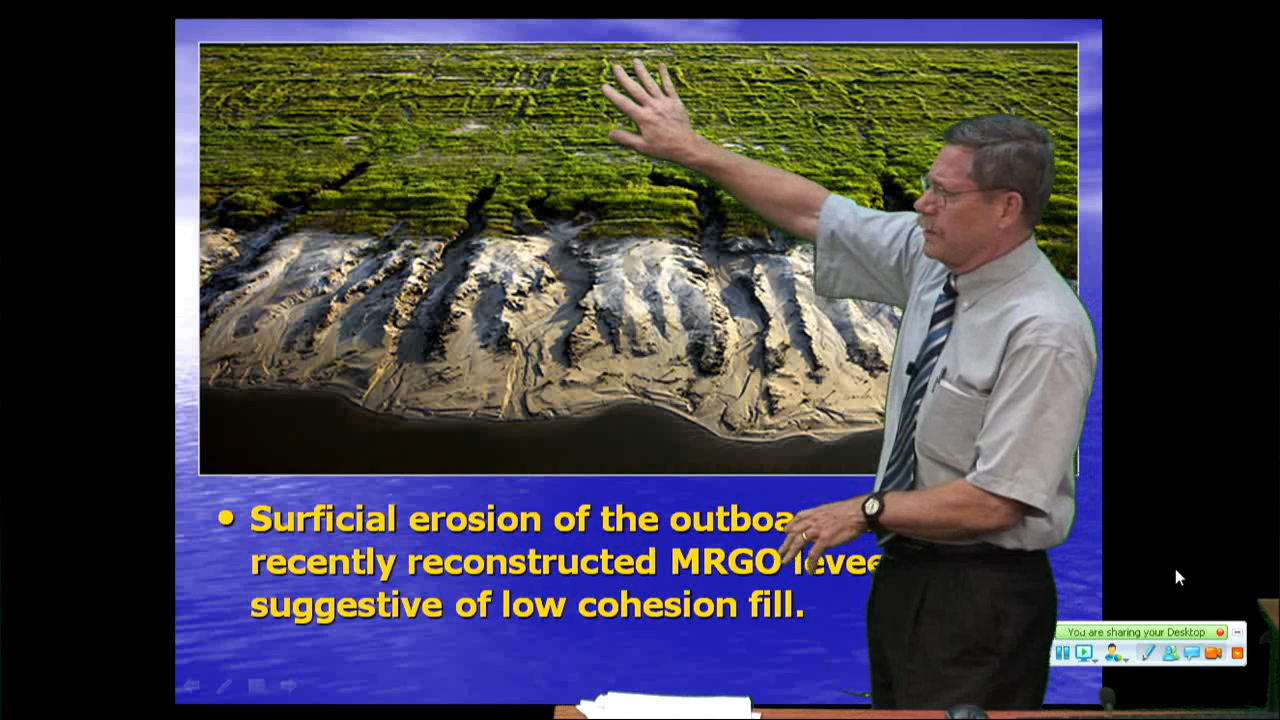 Surficial erosion of the
recently reconstructed MRGO
suggestive of low cohesion fill.
You are sharing your Desktop